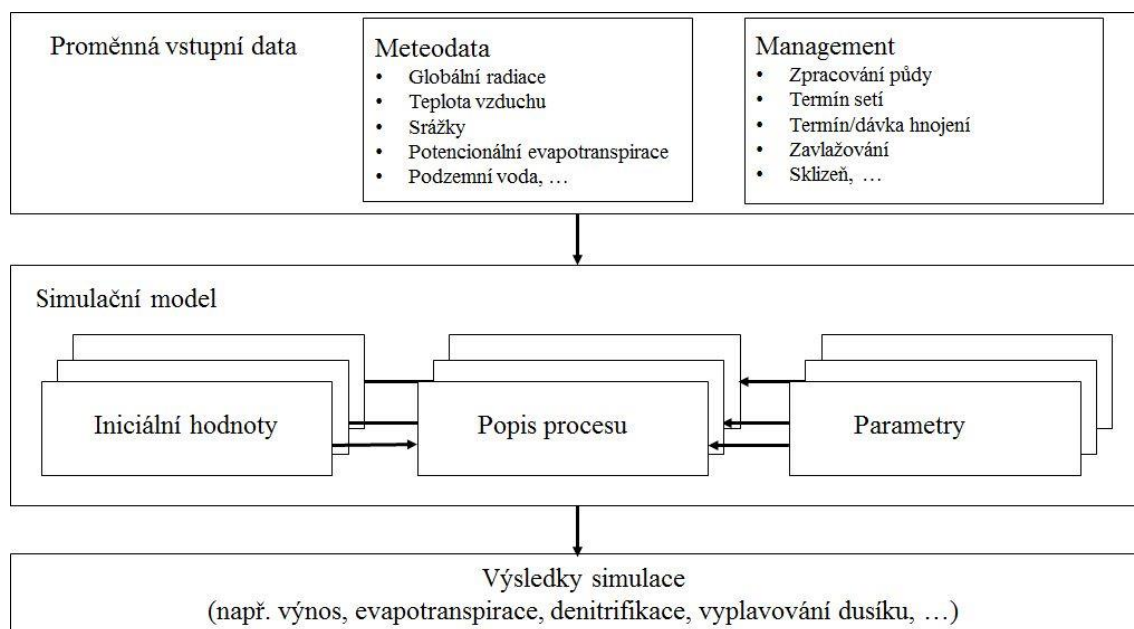 Proměnná vstupní data
Meteodata
• Globální radiace
• Teplota vzduchu
• Srážky
• Potencionální evapotranspirace
• Podzemní voda, …
Management
• Zpracování půdy
• Termín setí
• Termín/dávka hnojení
• Zavlažování
• Sklizeň, …
Simulační model
Iniciální hodnoty
Popis procesu
Parametry
Výsledky simulace
(např. výnos, evapotranspirace, denitrifikace, vyplavování dusíku, …)